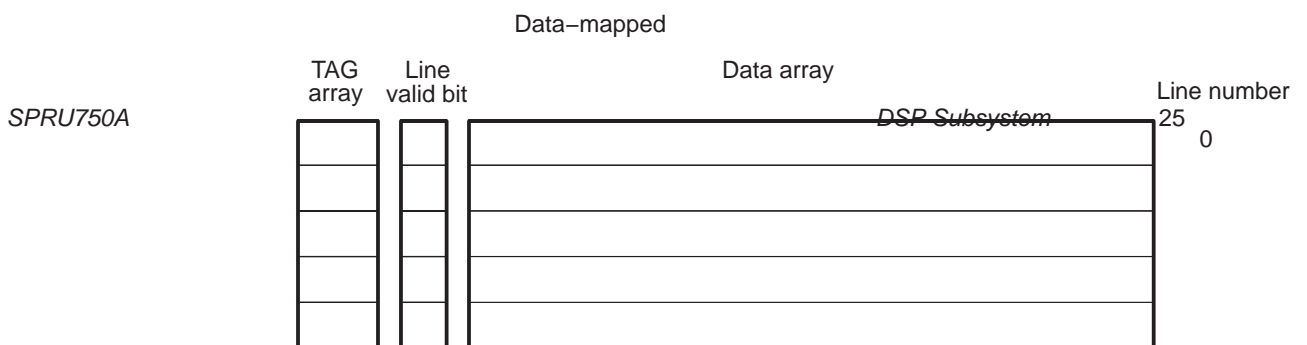 Data−mapped
TAG array
Line valid bit
Data array
Line number
SPRU750A
DSP Subsystem
25
0